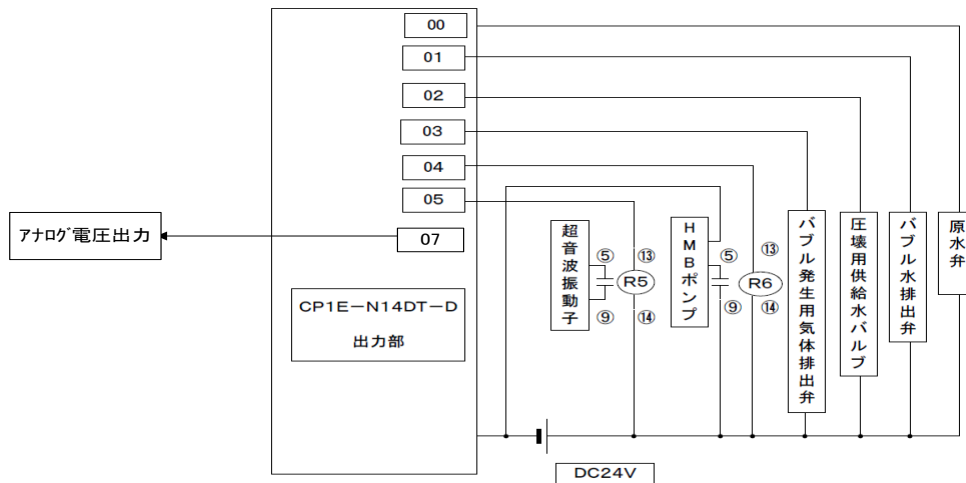 00
01
02
03
04
05
07
アナログ電圧出力
CP1E-N14DT-D
出力部
超音波振動子
⑤
⑨
⑬
R5
⑭
HMBポンプ
⑤
⑨
⑬
R6
⑭
バブル発生用気体排出弁
圧壊用供給水バルブ
バブル水排出弁
原水弁
DC24V